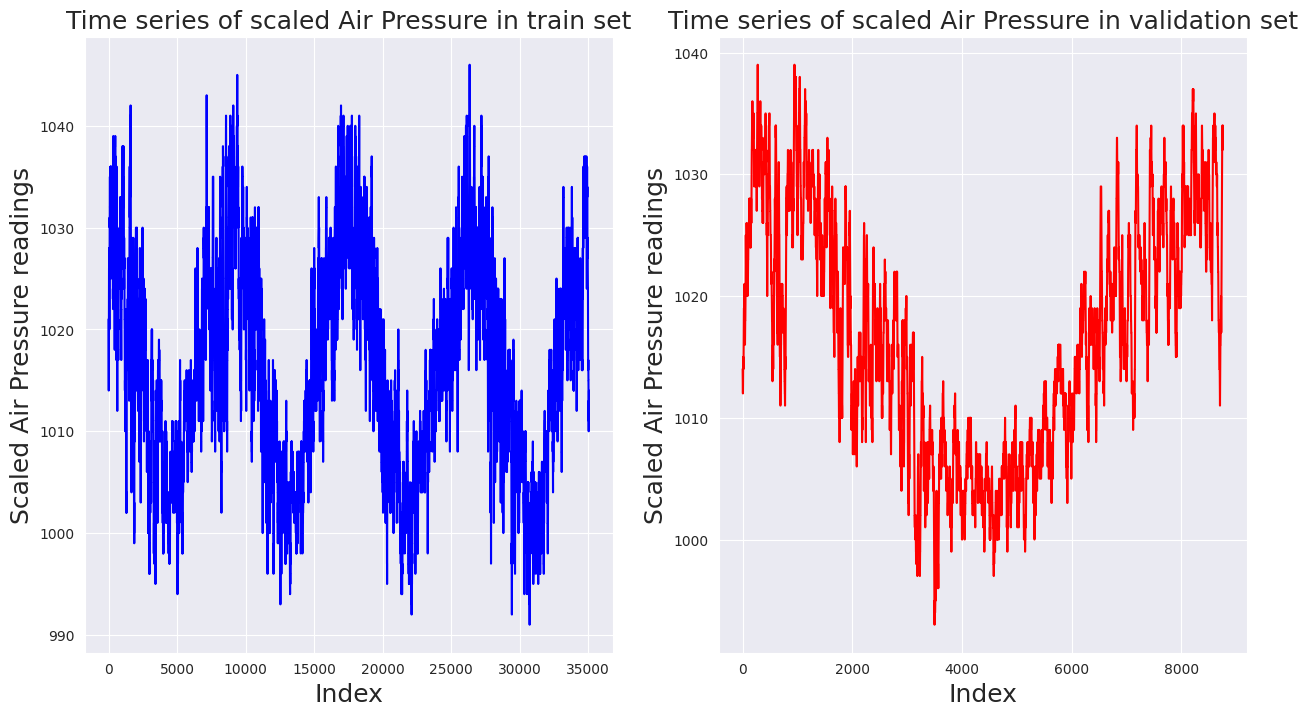 Time series of scaled Air Pressure in train set
Scaled Air Pressure readings
1040
1030
1020
1010
1000
990
0 5000 10000 15000 20000 25000 30000 35000
Index
Time series of scaled Air Pressure in validation set
Scaled Air Pressure readings
1040
1030
1020
1010
1000
0 2000 4000 6000 8000
Index